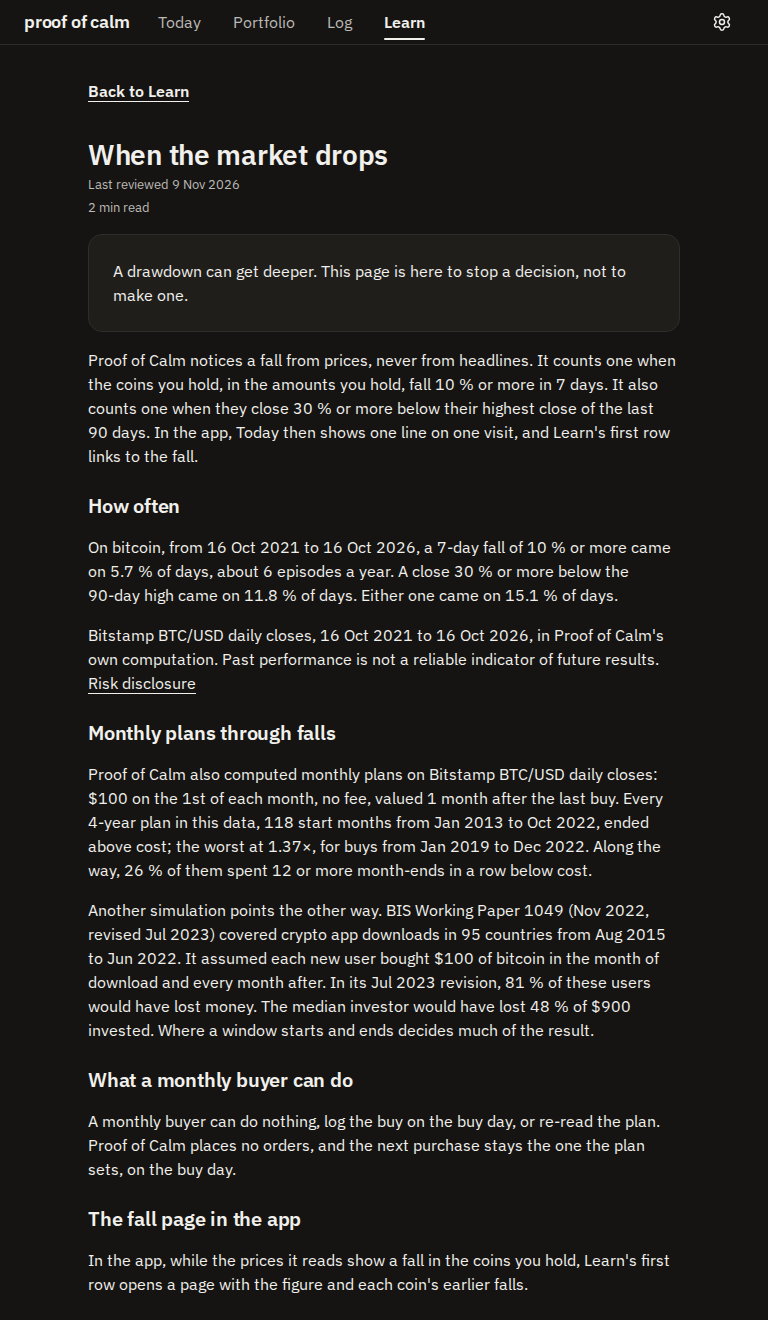 proof of calm
Today
Portfolio
Log
Learn
Back to Learn
When the market drops
Last reviewed 9 Nov 2026
2 min read
A drawdown can get deeper. This page is here to stop a decision, not to
make one.
Proof of Calm notices a fall from prices, never from headlines. It counts one when
the coins you hold, in the amounts you hold, fall 10 % or more in 7 days. It also
counts one when they close 30 % or more below their highest close of the last
90 days. In the app, Today then shows one line on one visit, and Learn's first row
links to the fall.
How often
On bitcoin, from 16 Oct 2021 to 16 Oct 2026, a 7-day fall of 10 % or more came
on 5.7 % of days, about 6 episodes a year. A close 30 % or more below the
90-day high came on 11.8 % of days. Either one came on 15.1 % of days.
Bitstamp BTC/USD daily closes, 16 Oct 2021 to 16 Oct 2026, in Proof of Calm's
own computation. Past performance is not a reliable indicator of future results.
Risk disclosure
Monthly plans through falls
Proof of Calm also computed monthly plans on Bitstamp BTC/USD daily closes:
$100 on the 1st of each month, no fee, valued 1 month after the last buy. Every
4-year plan in this data, 118 start months from Jan 2013 to Oct 2022, ended
above cost; the worst at 1.37×, for buys from Jan 2019 to Dec 2022. Along the
way, 26 % of them spent 12 or more month-ends in a row below cost.
Another simulation points the other way. BIS Working Paper 1049 (Nov 2022,
revised Jul 2023) covered crypto app downloads in 95 countries from Aug 2015
to Jun 2022. It assumed each new user bought $100 of bitcoin in the month of
download and every month after. In its Jul 2023 revision, 81 % of these users
would have lost money. The median investor would have lost 48 % of $900
invested. Where a window starts and ends decides much of the result.
What a monthly buyer can do
A monthly buyer can do nothing, log the buy on the buy day, or re-read the plan.
Proof of Calm places no orders, and the next purchase stays the one the plan
sets, on the buy day.
The fall page in the app
In the app, while the prices it reads show a fall in the coins you hold, Learn's first
row opens a page with the figure and each coin's earlier falls.